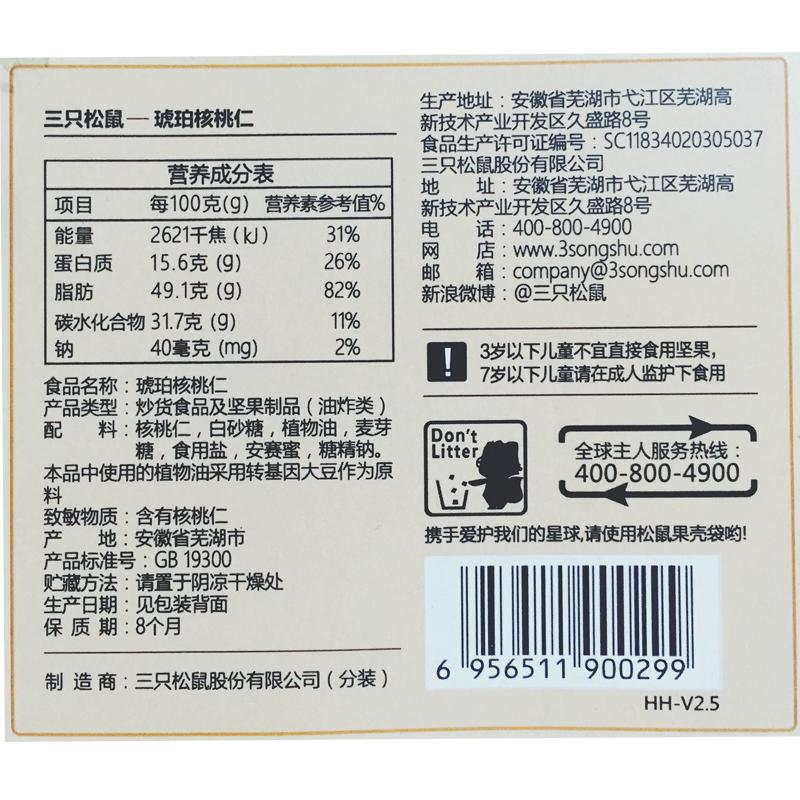 三只松鼠—琥珀核桃仁
营养成分表
项目 每100克(g) 营养素参考值%
能量 2621千焦(kJ) 31%
蛋白质 15.6克(g) 26%
脂肪 49.1克(g) 82%
碳水化合物 31.7克(g) 11%
钠 40毫克(mg) 2%
食品名称:琥珀核桃仁
产品类型:炒货食品及坚果制品(油炸类)
配 料:核桃仁,白砂糖,植物油,麦芽
糖,食用盐,安赛蜜,糖精钠。
本品中使用的植物油采用转基因大豆作为原
料
致敏物质:含有核桃仁
产 地:安徽省芜湖市
产品标准号:GB 19300
贮藏方法:请置于阴凉干燥处
生产日期:见包装背面
保 质 期:8个月
制 造 商:三只松鼠股份有限公司(分装)
生产地址:安徽省芜湖市弋江区芜湖高
新技术产业开发区久盛路8号
食品生产许可证编号:SC11834020305037
三只松鼠股份有限公司
地 址:安徽省芜湖市弋江区芜湖高
新技术产业开发区久盛路8号
电 话:400-800-4900
网 店:www.3songshu.com
邮 箱:company@3songshu.com
新浪微博:@三只松鼠
! 3岁以下儿童不宜直接食用坚果,
7岁以下儿童请在成人监护下食用
Don't
Litter
全球主人服务热线:
400-800-4900
携手爱护我们的星球,请使用松鼠果壳袋哟!
6 956511 900299
HH-V2.5